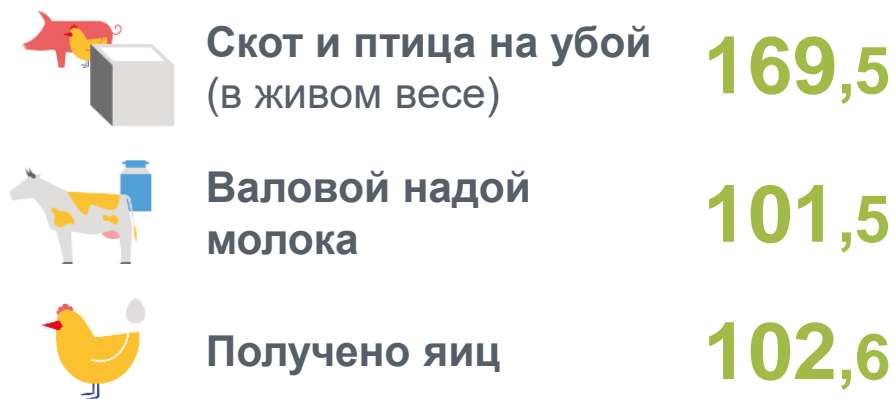 Скот и птица на убой
(в живом весе)
169,5
Валовой надой
молока
101,5
Получено яиц
102,6